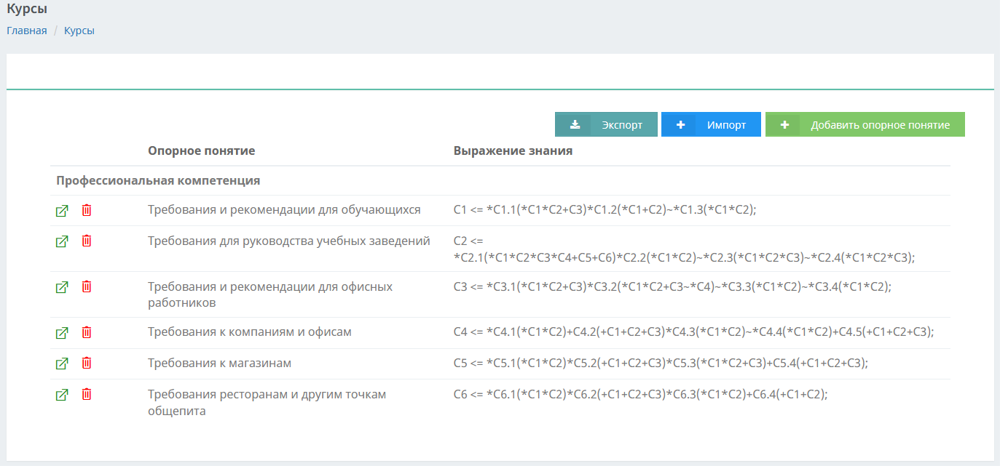 Курсы
Главная / Курсы
Экспорт
Импорт
Добавить опорное понятие
Опорное понятие
Выражение знания
Профессиональная компетенция
Требования и рекомендации для обучающихся
C1 <= *C1.1(*C1*C2+C3)*C1.2(*C1+C2)~*C1.3(*C1*C2);
Требования для руководства учебных заведений
C2 <=
*C2.1(*C1*C2*C3*C4+C5+C6)*C2.2(*C1*C2)~*C2.3(*C1*C2*C3)~*C2.4(*C1*C2*C3);
Требования и рекомендации для офисных
работников
C3 <= *C3.1(*C1*C2+C3)*C3.2(*C1*C2+C3~*C4)~*C3.3(*C1*C2)~*C3.4(*C1*C2);
Требования к компаниям и офисам
C4 <= *C4.1(*C1*C2)+C4.2(+C1+C2+C3)*C4.3(*C1*C2)~*C4.4(*C1*C2)+C4.5(+C1+C2+C3);
Требования к магазинам
C5 <= *C5.1(*C1*C2)*C5.2(+C1+C2+C3)*C5.3(*C1*C2+C3)+C5.4(+C1+C2+C3);
Требования ресторанам и другим точкам
общепита
C6 <= *C6.1(*C1*C2)*C6.2(+C1+C2+C3)*C6.3(*C1*C2)+C6.4(+C1+C2);